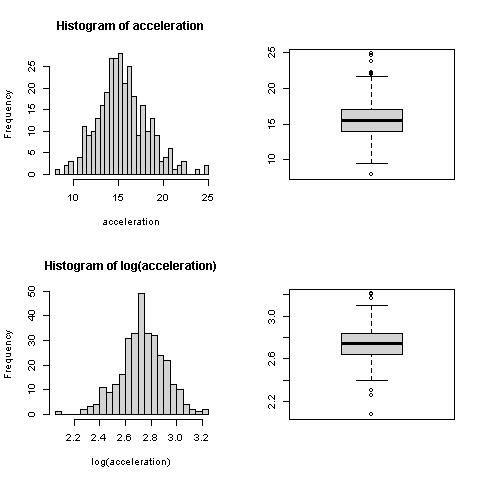 Histogram of acceleration
Frequency
0 5 10 15 20 25
10 15 20 25
acceleration
10 15 20 25
Histogram of log(acceleration)
Frequency
0 10 20 30 40 50
2.2 2.4 2.6 2.8 3.0 3.2
log(acceleration)
2.2 2.6 3.0